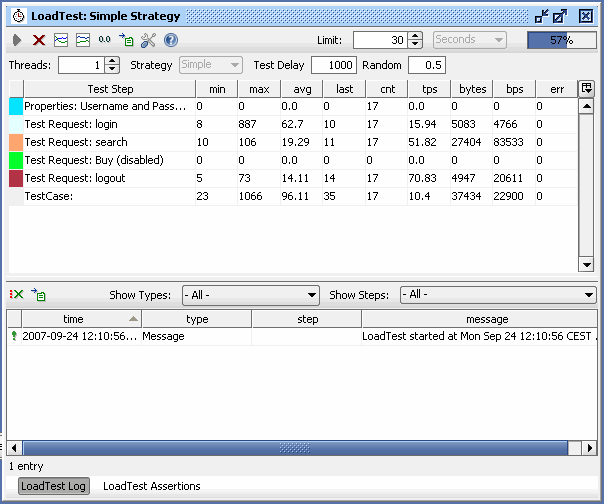 LoadTest: Simple Strategy
0.0 Limit: 30 Seconds 57%
Threads: 1 Strategy Simple Test Delay 1000 Random 0.5
Test Step min max avg last cnt tps bytes bps err
Properties: Username and Pass... 0 0 0.0 0 17 0.0 0 0 0
Test Request: login 8 887 62.7 10 17 15.94 5083 4766 0
Test Request: search 10 106 19.29 11 17 51.82 27404 83533 0
Test Request: Buy (disabled) 0 0 0.0 0 0 0.0 0 0 0
Test Request: logout 5 73 14.11 14 17 70.83 4947 20611 0
TestCase: 23 1066 96.11 35 17 10.4 37434 22900 0
Show Types: - All - Show Steps: - All -
time type step message
2007-09-24 12:10:56... Message LoadTest started at Mon Sep 24 12:10:56 CEST .
1 entry
LoadTest Log LoadTest Assertions